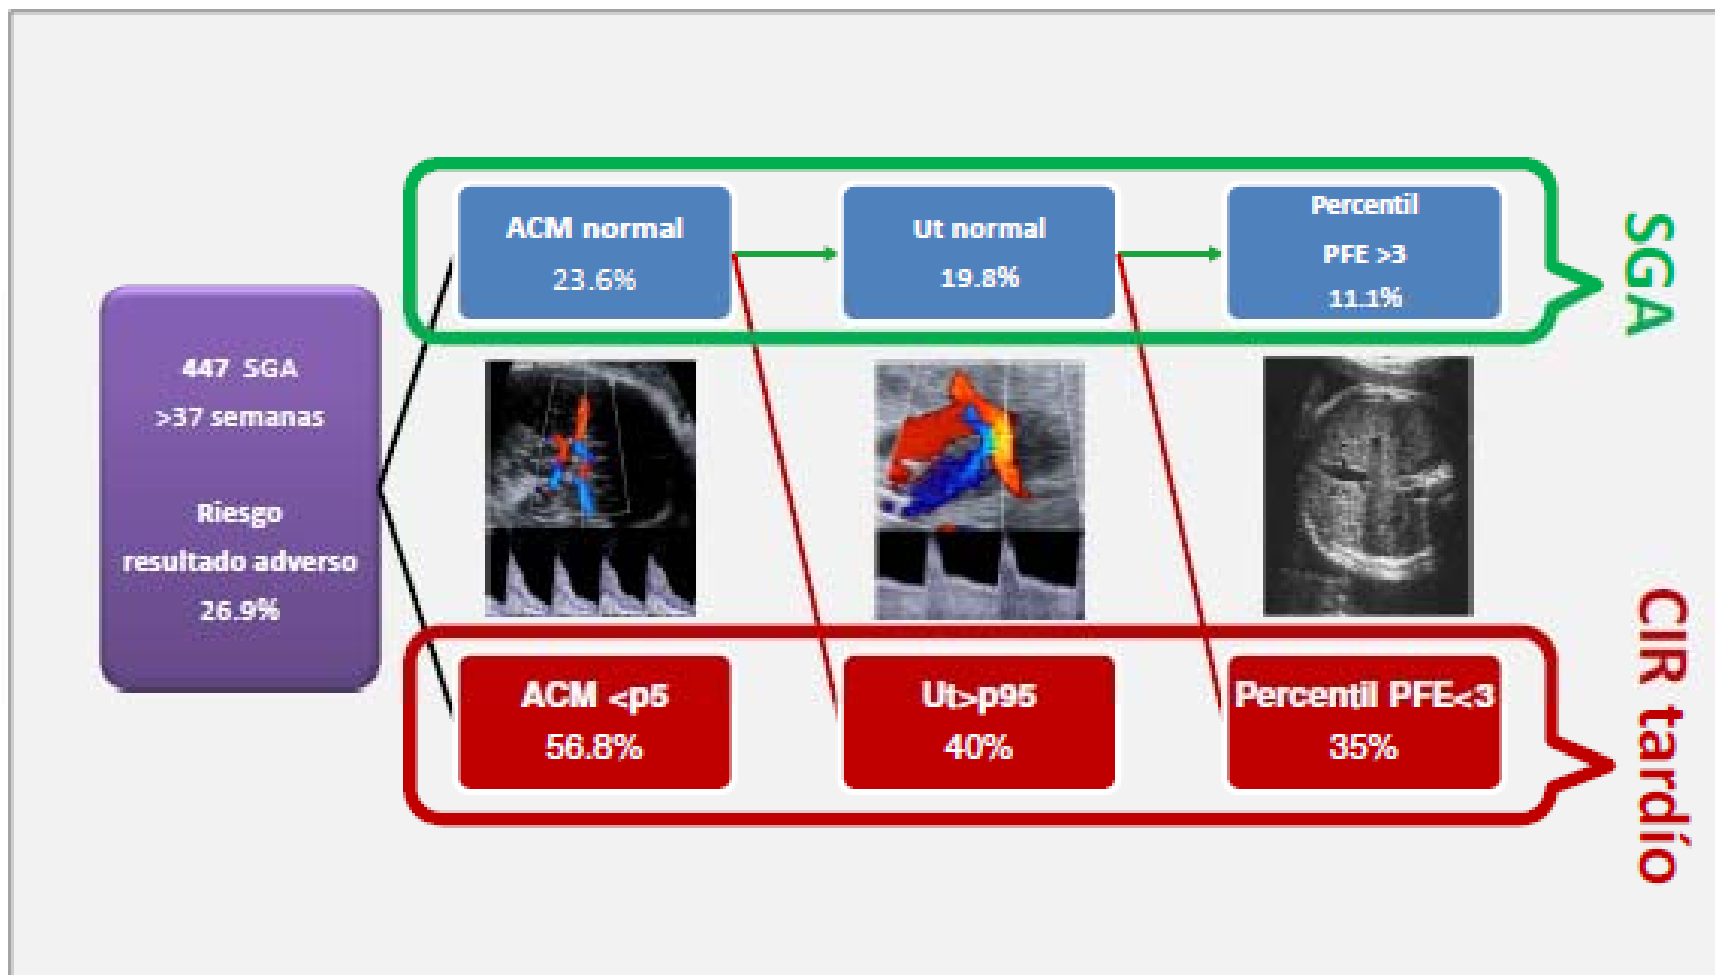 447 SGA
>37 semanas
Riesgo
resultado adverso
26.9%
ACM normal
23.6%
Ut normal
19.8%
Percentil
PFE >3
11.1%
SGA
ACM <p5
56.8%
Ut>p95
40%
Percentil PFE<3
35%
CIR tardío